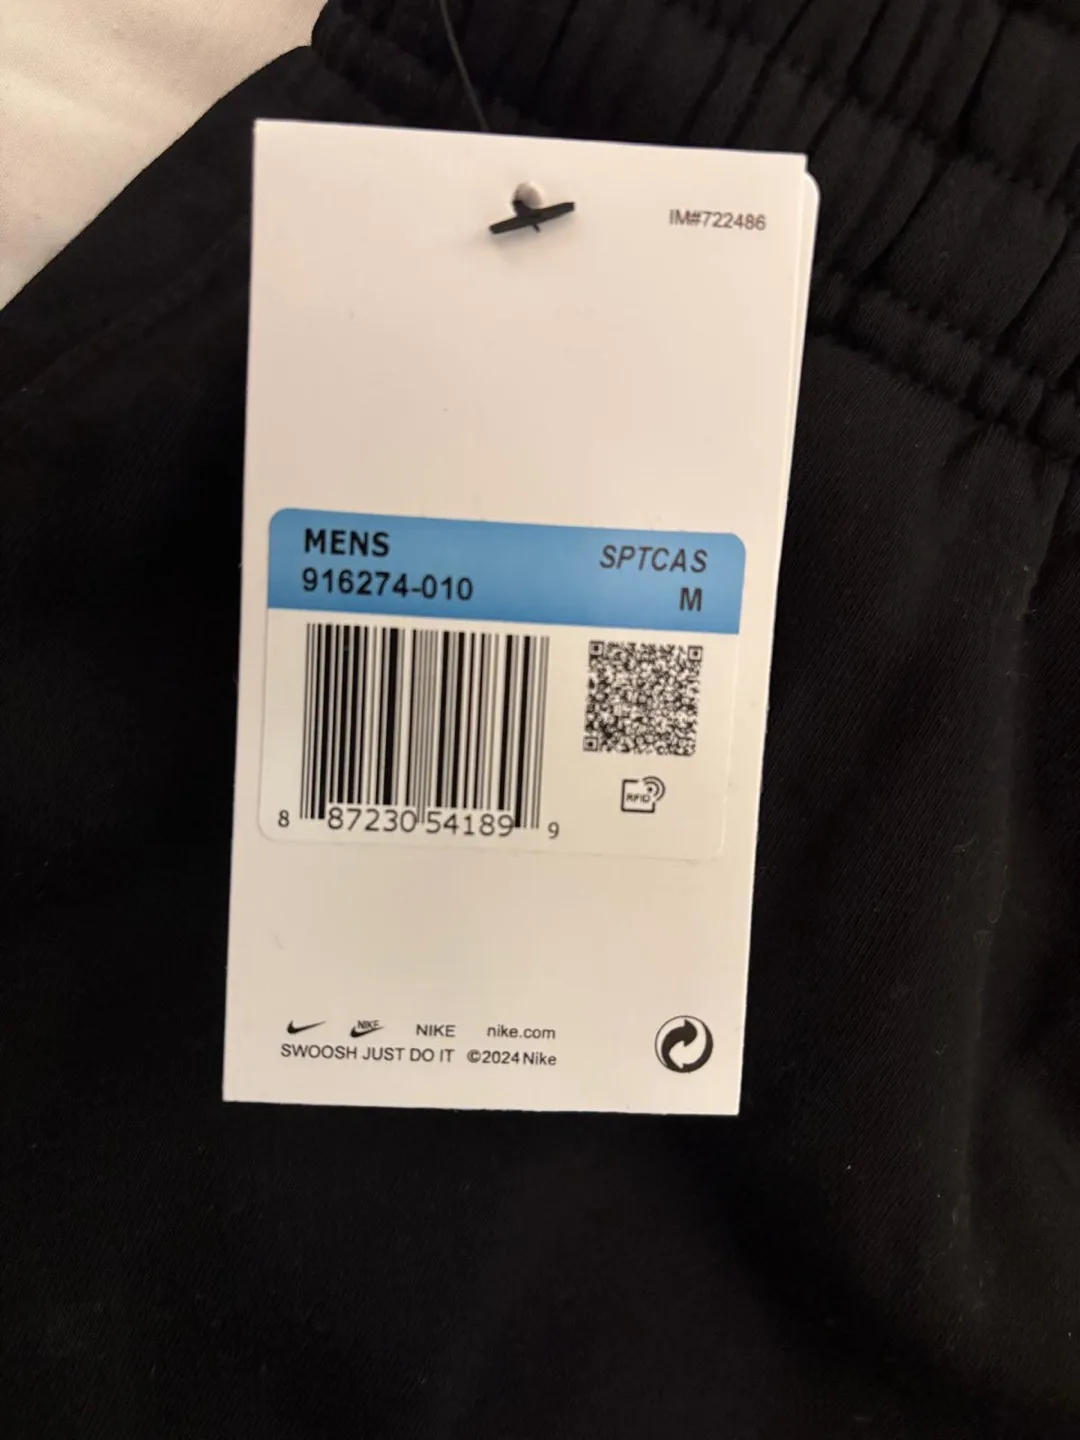 IM#722486
MENS
SPTCAS
916274-010
M
RFID
8 87230 54189 9
NIKE NIKE nike.com
SWOOSH JUST DO IT ©2024 Nike